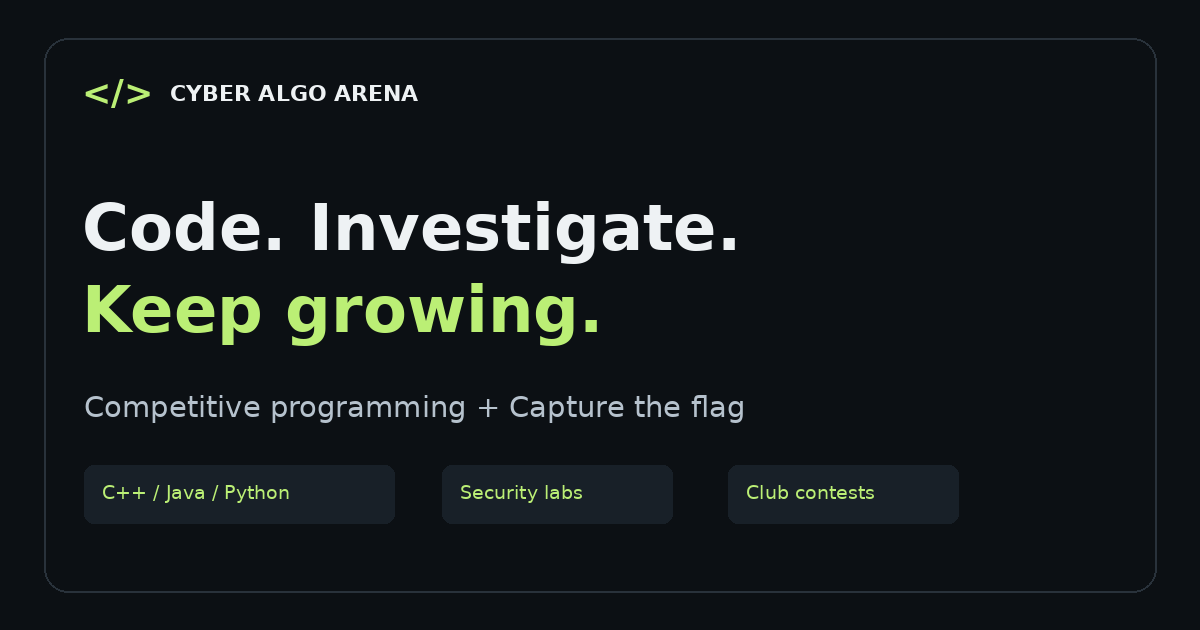 </> CYBER ALGO ARENA
Code. Investigate.
Keep growing.
Competitive programming + Capture the flag
C++ / Java / Python
Security labs
Club contests